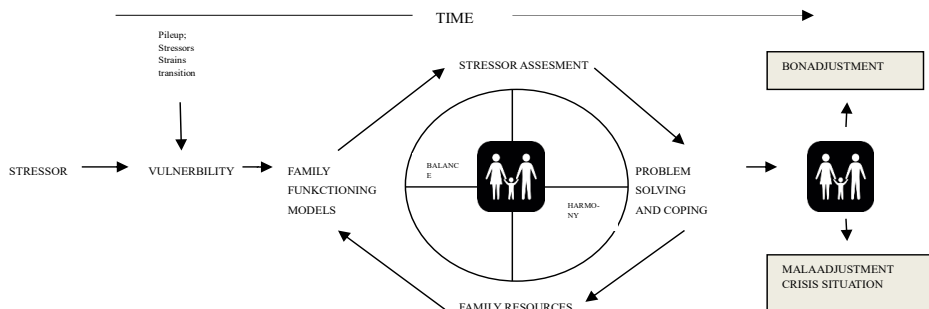 TIME
Pileup;
Stressors
Strains
transition
STRESSOR ASSESMENT
BONADJUSTMENT
STRESSOR
VULNERBILITY
FAMILY
FUNKCTIONING
MODELS
BALANC
E
HARMO-
NY
PROBLEM
SOLVING
AND COPING
MALAADJUSTMENT
CRISIS SITUATION
FAMILY RESOURCES